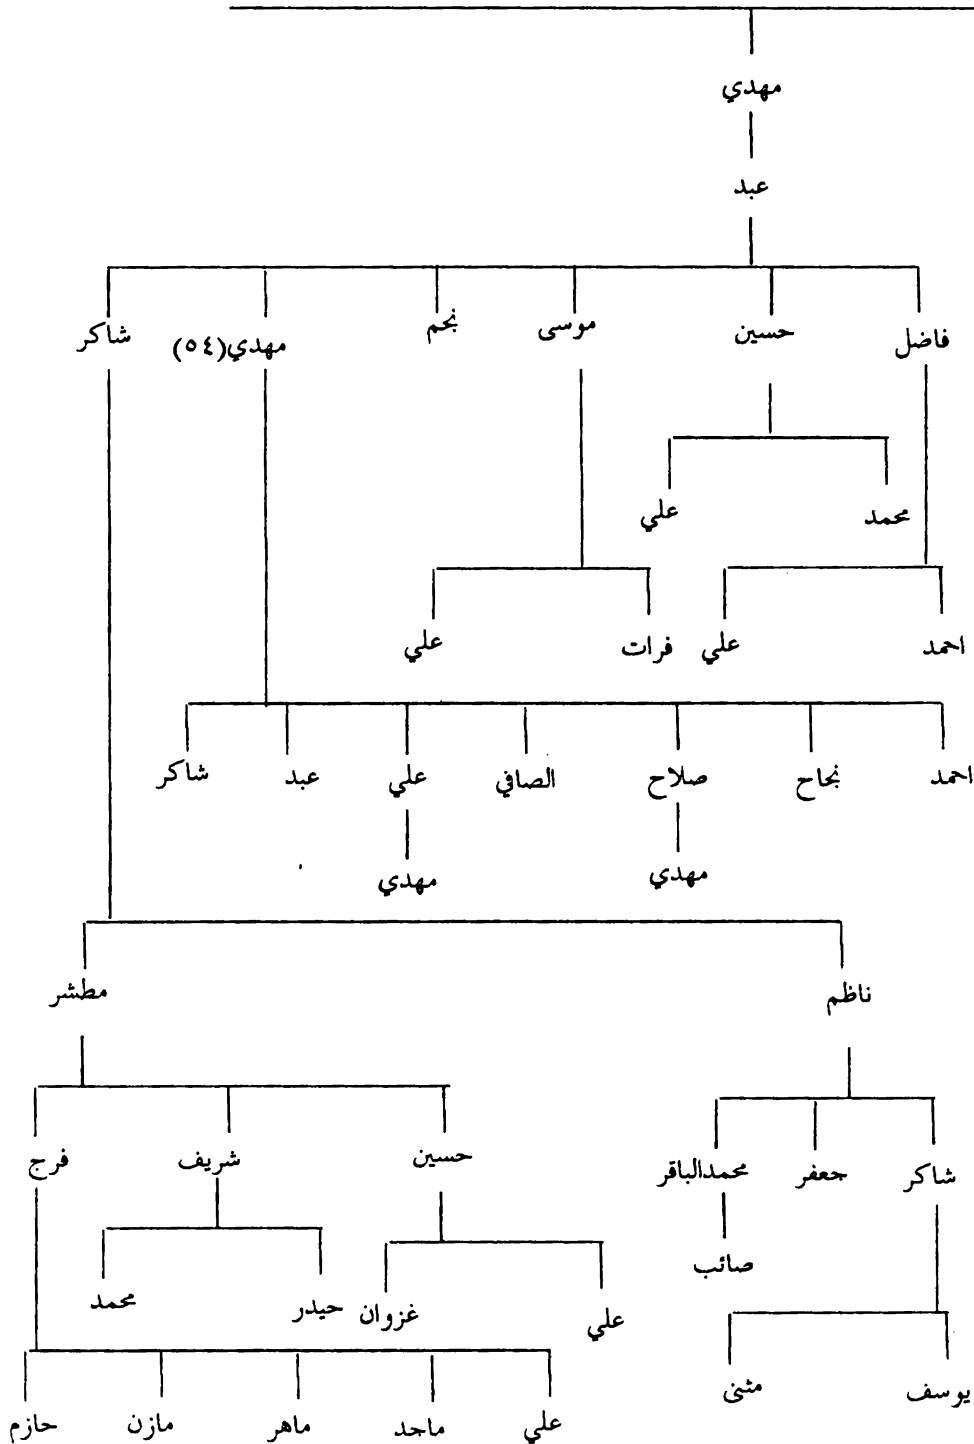 مهدي
عبد
فاضل حسين موسى نجم مهدي(٥٤) شاكر
محمد علي
احمد علي فرات علي
احمد نجاح صلاح الصافي علي عبد شاكر
مهدي مهدي
ناظم مطشر
شاكر جعفر محمدالباقر حسين شريف فرج
صائب
علي غزوان حيدر محمد
يوسف مثنى
علي ماجد ماهر مازن حازم